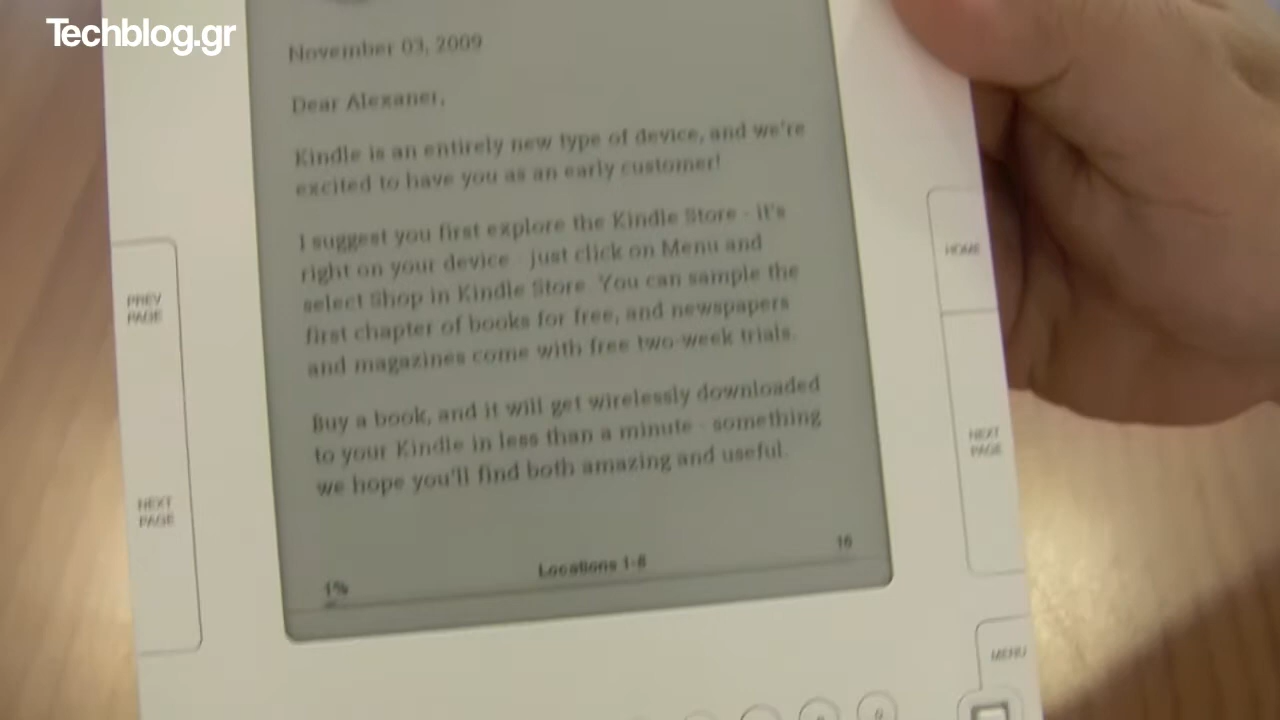 Techblog.gr
November 03, 2009
Dear Alexaner,
Kindle is an entirely new type of device, and we're
excited to have you as an early customer!
I suggest you first explore the Kindle Store - it's
right on your device - just click on Menu and
select Shop in Kindle Store. You can sample the
first chapter of books for free, and newspapers
and magazines come with free two-week trials.
Buy a book, and it will get wirelessly downloaded
to your Kindle in less than a minute - something
we hope you'll find both amazing and useful.
1%
Locations 1-6
16
PREV
PAGE
NEXT
PAGE
HOME
NEXT
PAGE
MENU